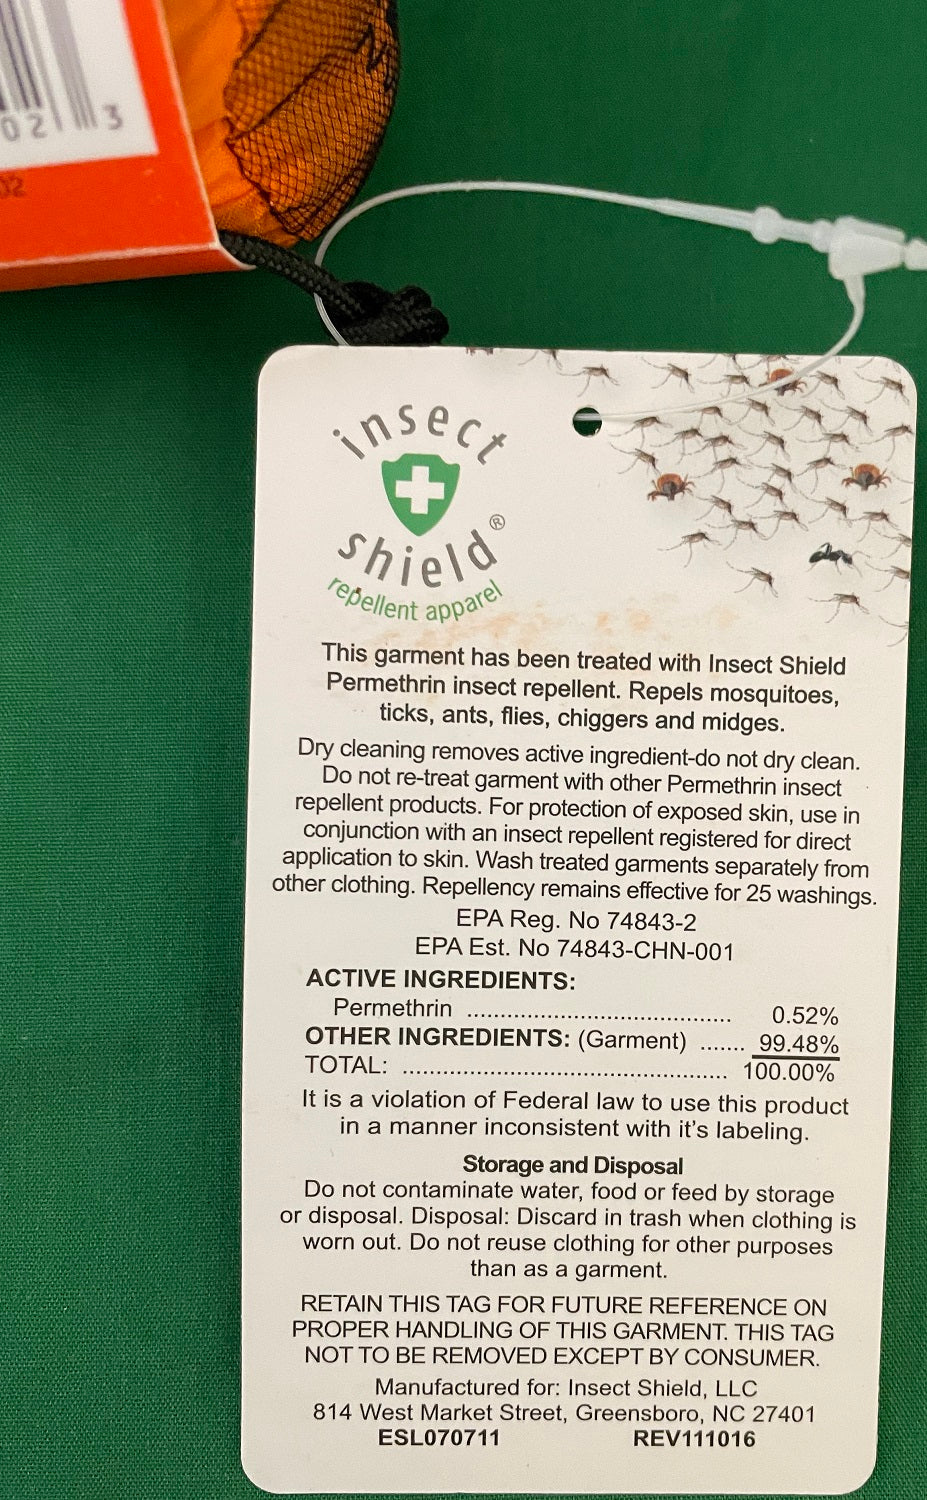 021 3
02
N
insect
shield®
repellent apparel
This garment has been treated with Insect Shield
Permethrin insect repellent. Repels mosquitoes,
ticks, ants, flies, chiggers and midges.
Dry cleaning removes active ingredient-do not dry clean.
Do not re-treat garment with other Permethrin insect
repellent products. For protection of exposed skin, use in
conjunction with an insect repellent registered for direct
application to skin. Wash treated garments separately from
other clothing. Repellency remains effective for 25 washings.
EPA Reg. No 74843-2
EPA Est. No 74843-CHN-001
ACTIVE INGREDIENTS:
Permethrin ........................................ 0.52%
OTHER INGREDIENTS: (Garment) ....... 99.48%
TOTAL: ................................................. 100.00%
It is a violation of Federal law to use this product
in a manner inconsistent with it's labeling.
Storage and Disposal
Do not contaminate water, food or feed by storage
or disposal. Disposal: Discard in trash when clothing is
worn out. Do not reuse clothing for other purposes
than as a garment.
RETAIN THIS TAG FOR FUTURE REFERENCE ON
PROPER HANDLING OF THIS GARMENT. THIS TAG
NOT TO BE REMOVED EXCEPT BY CONSUMER.
Manufactured for: Insect Shield, LLC
814 West Market Street, Greensboro, NC 27401
ESL070711 REV111016